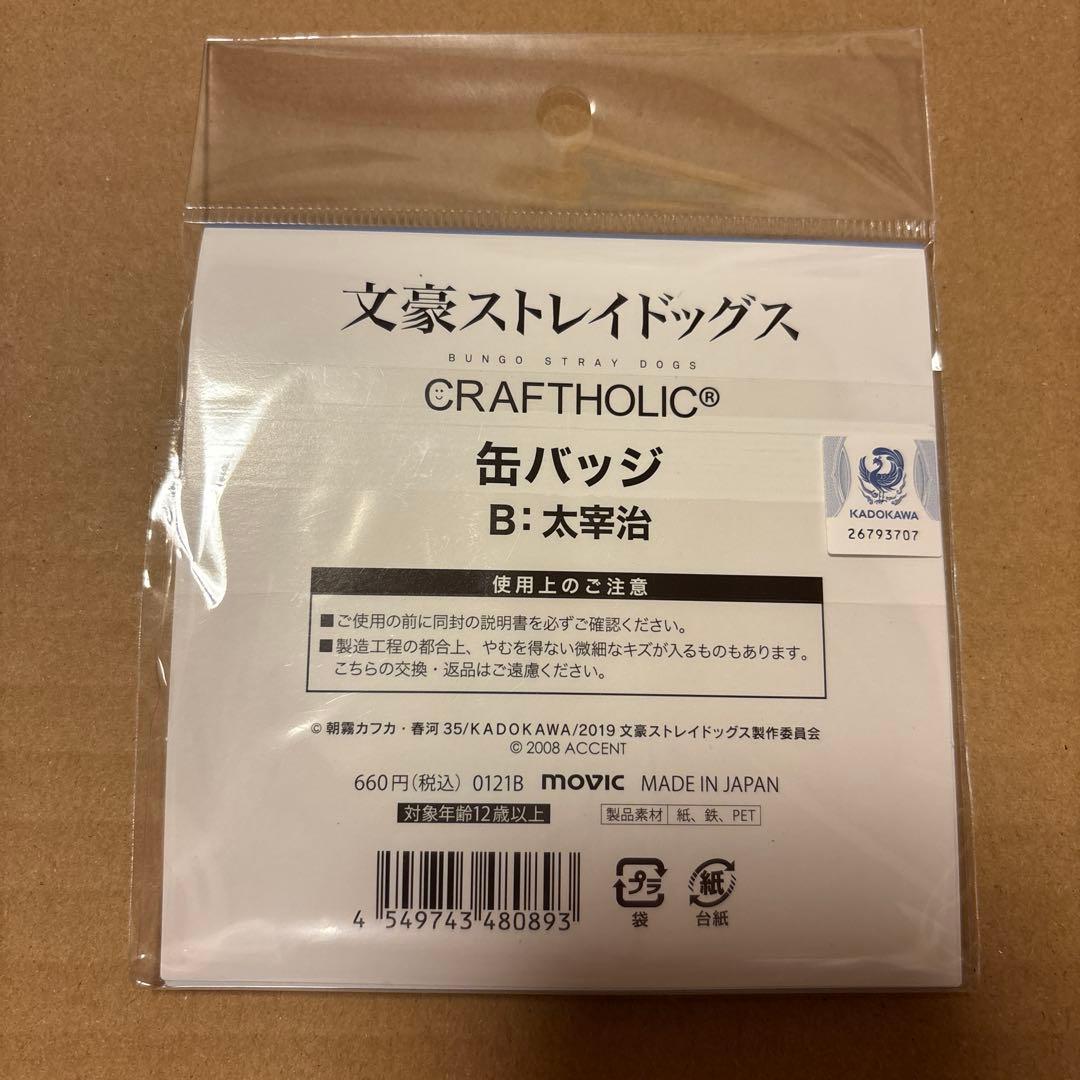 文豪ストレイドッグス
BUNGO STRAY DOGS
CRAFTHOLIC®
缶バッジ
B：太宰治
KADOKAWA
26793707
使用上のご注意
■ご使用の前に同封の説明書を必ずご確認ください。
■製造工程の都合上、やむを得ない微細なキズが入るものもあります。
こちらの交換・返品はご遠慮ください。
© 朝霧カフカ・春河35/KADOKAWA/2019 文豪ストレイドッグス製作委員会
© 2008 ACCENT
660円（税込） 0121B movic MADE IN JAPAN
対象年齢12歳以上 製品素材 紙、鉄、PET
4 549743 480893
プラ 紙
袋 台紙